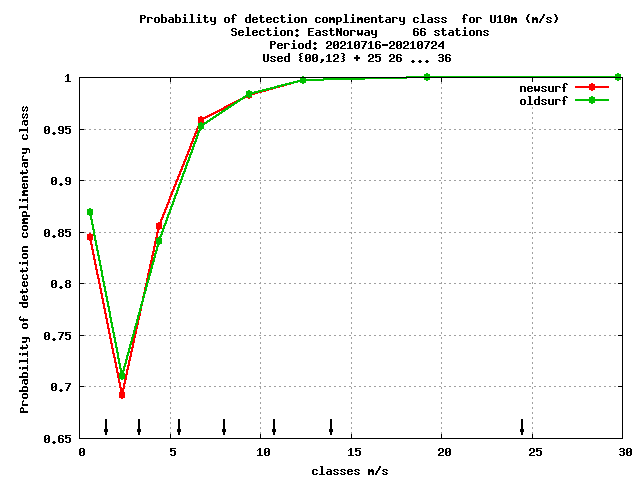 Probability of detection complimentary class  for U10m (m/s)
Selection: EastNorway     66 stations
Period: 20210716-20210724
Used {00,12} + 25 26 ... 36
newsurf
oldsurf
Probability of detection complimentary class
1
0.95
0.9
0.85
0.8
0.75
0.7
0.65
0 5 10 15 20 25 30
classes m/s